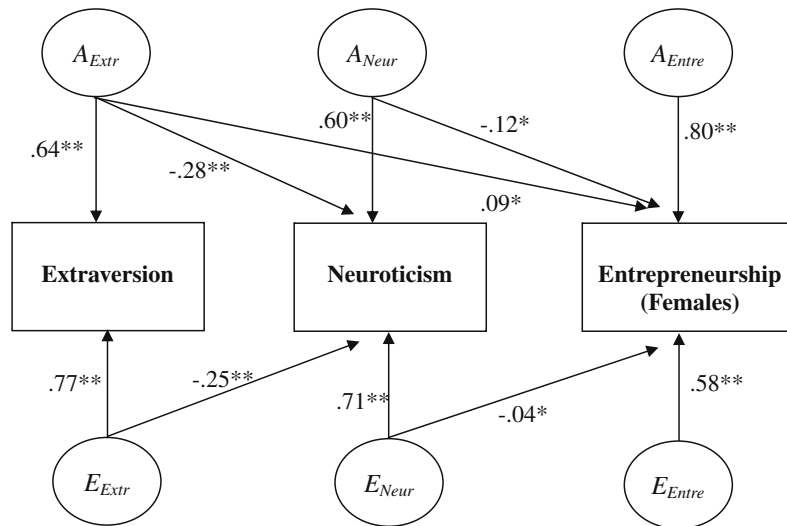 A_Extr A_Neur A_Entre
.64** -.28** .60** -.12* .80**
.09*
Extraversion Neuroticism Entrepreneurship
(Females)
.77** -.25** .71** -.04* .58**
E_Extr E_Neur E_Entre